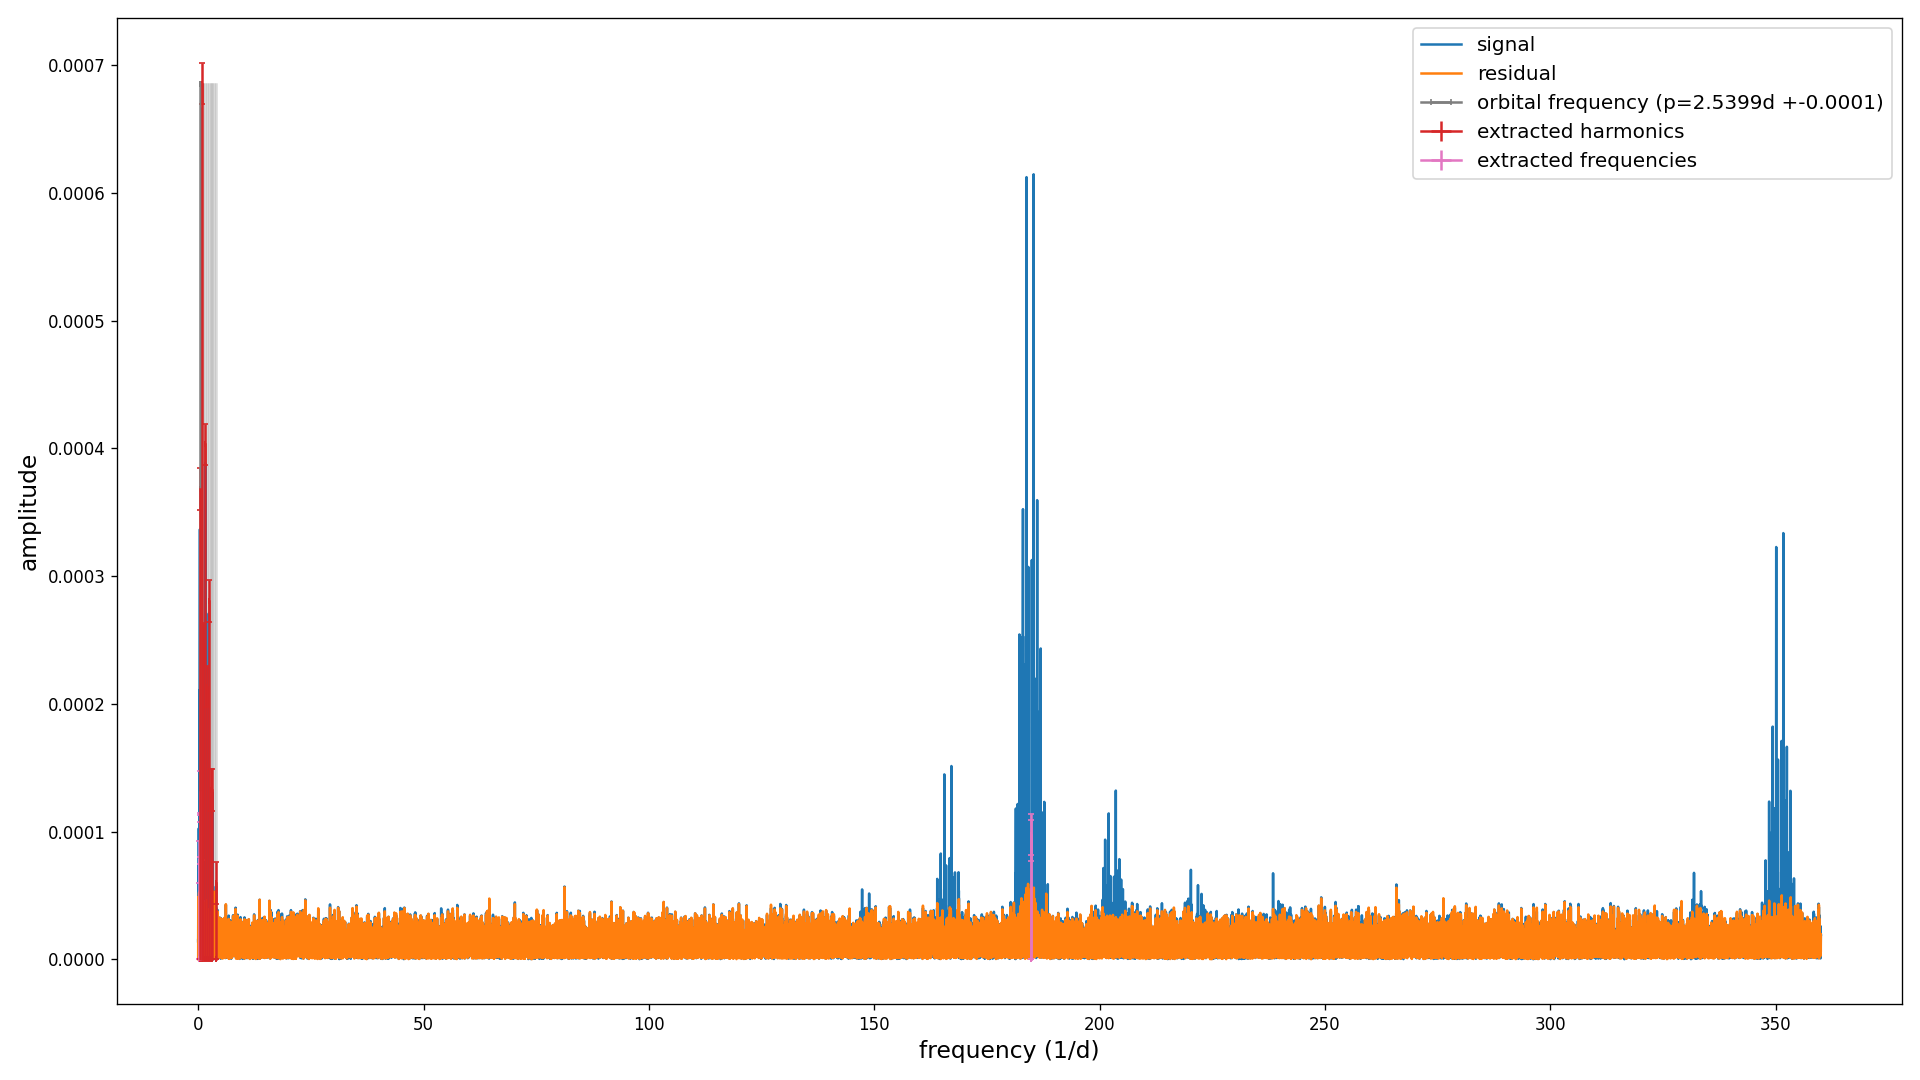 signal
residual
orbital frequency (p=2.5399d +-0.0001)
extracted harmonics
extracted frequencies
0.0007
0.0006
0.0005
0.0004
0.0003
0.0002
0.0001
0.0000
amplitude
0 50 100 150 200 250 300 350
frequency (1/d)